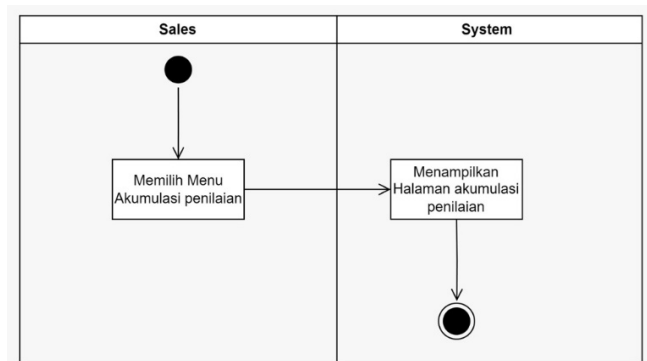 Sales
System
Memilih Menu
Akumulasi penilaian
Menampilkan
Halaman akumulasi
penilaian